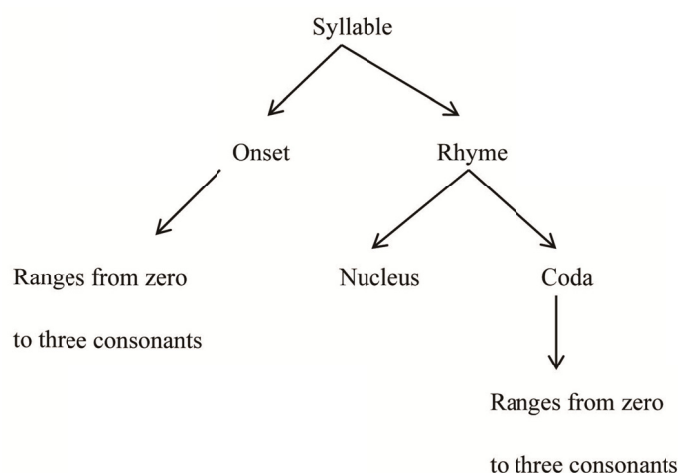 Syllable
Onset
Rhyme
Ranges from zero
to three consonants
Nucleus
Coda
Ranges from zero
to three consonants